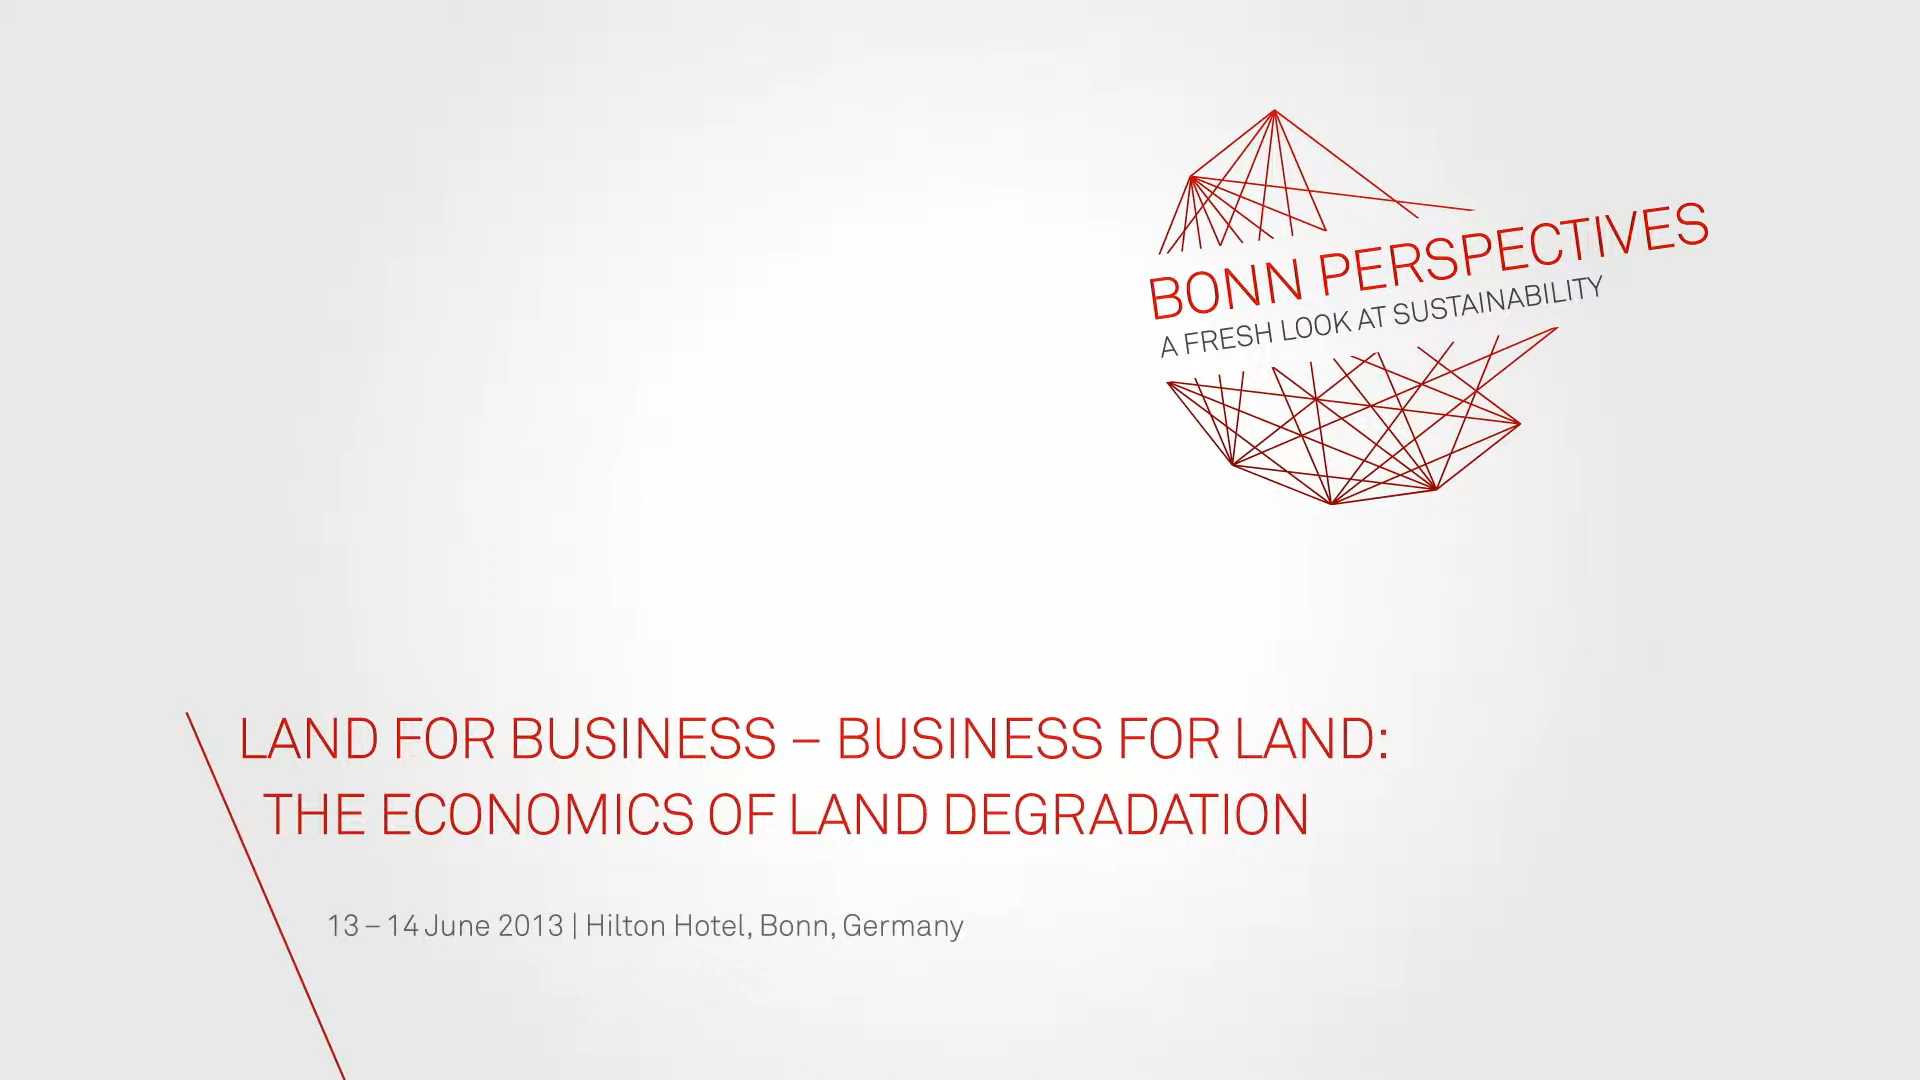 BONN PERSPECTIVES
A FRESH LOOK AT SUSTAINABILITY
LAND FOR BUSINESS – BUSINESS FOR LAND:
THE ECONOMICS OF LAND DEGRADATION
13 – 14 June 2013 | Hilton Hotel, Bonn, Germany